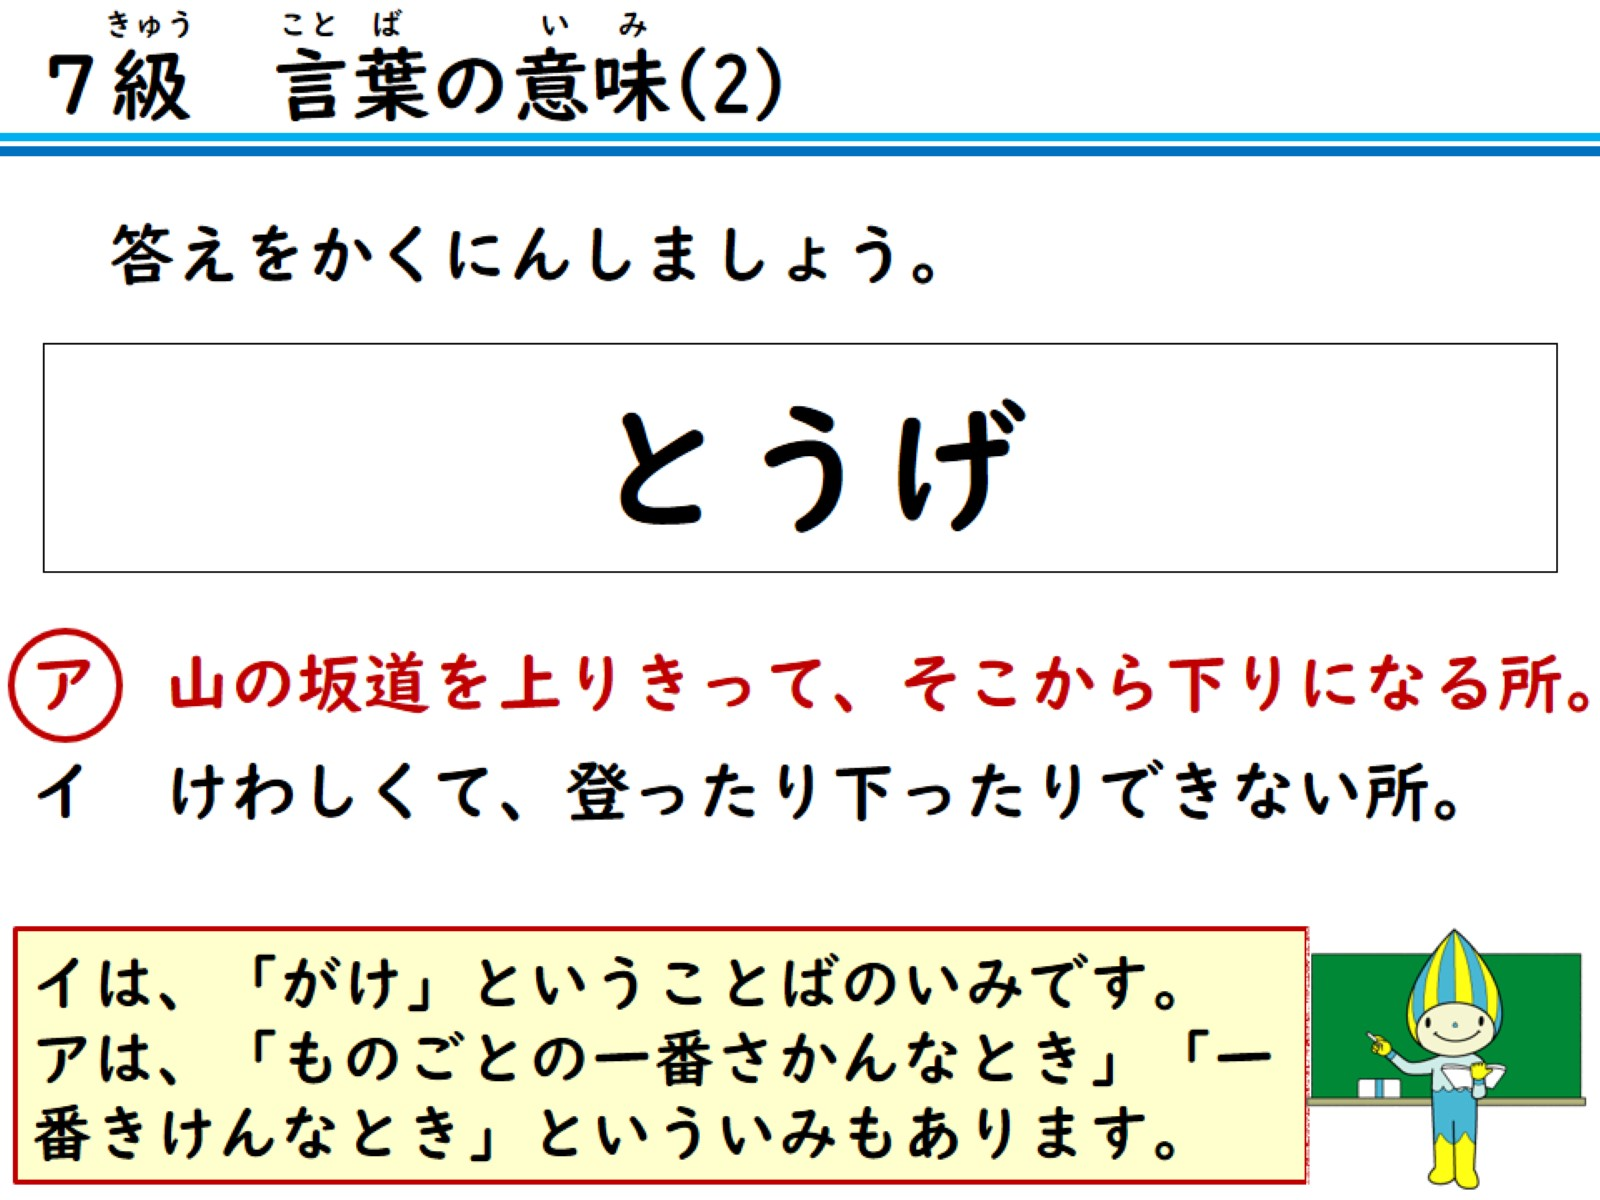 きゅう ことば いみ
7級 言葉の意味(2)
答えをかくにんしましょう。
とうげ
ア 山の坂道を上りきって、そこから下りになる所。
イ けわしくて、登ったり下ったりできない所。
イは、「がけ」ということばのいみです。
アは、「ものごとの一番さかんなとき」「一
番きけんなとき」といういみもあります。